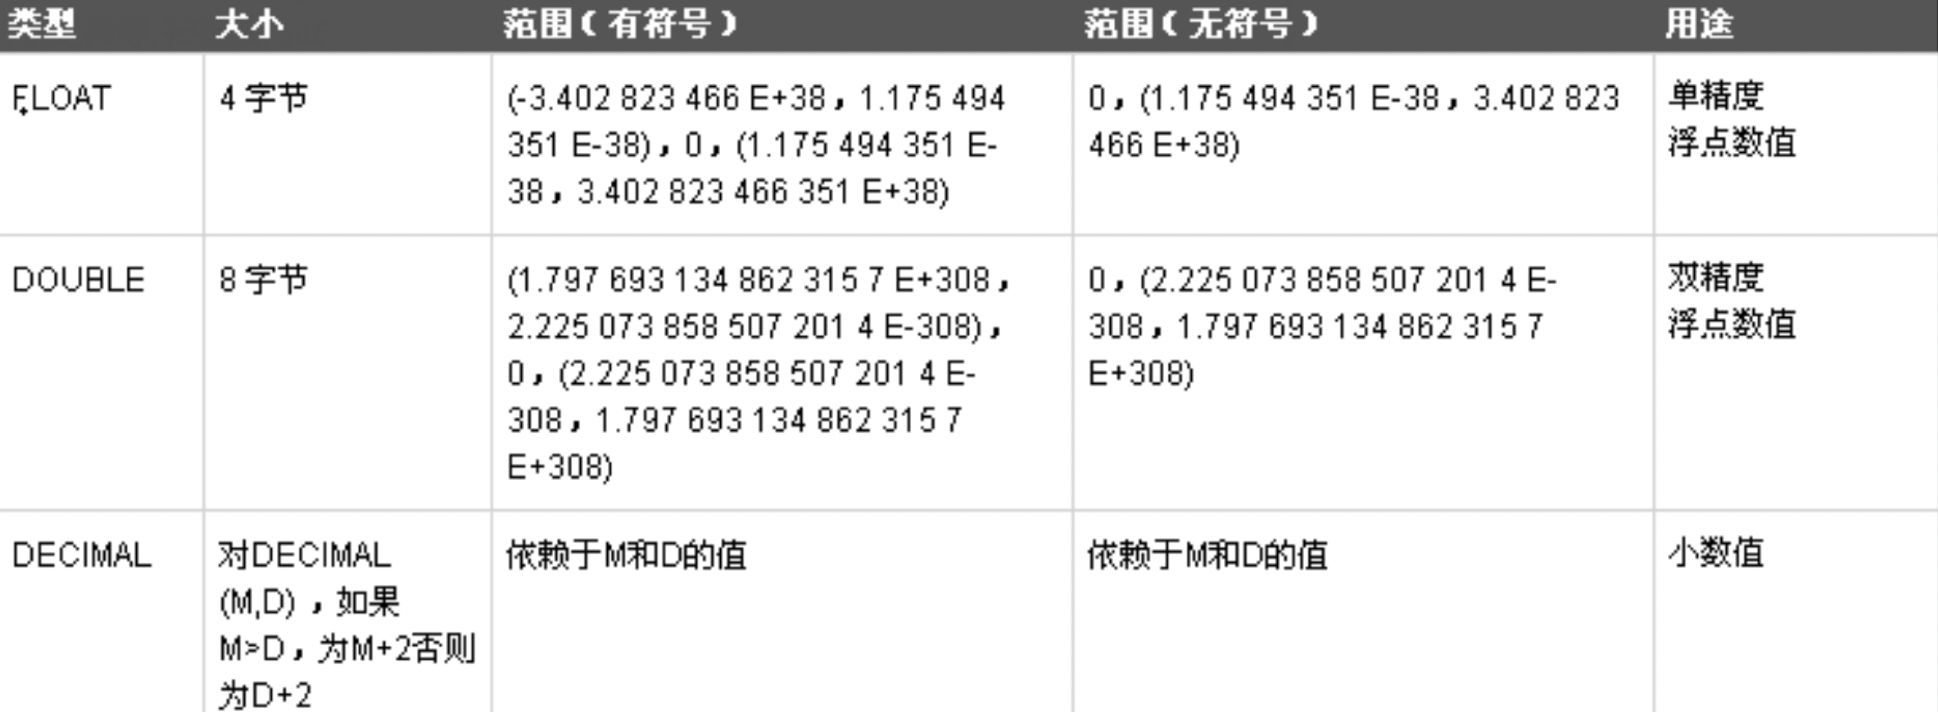 类型 大小 范围（有符号） 范围（无符号） 用途
FLOAT 4 字节 (-3.402 823 466 E+38，1.175 494 0，(1.175 494 351 E-38，3.402 823 单精度
351 E-38)，0，(1.175 494 351 E- 466 E+38) 浮点数值
38，3.402 823 466 351 E+38)
DOUBLE 8 字节 (1.797 693 134 862 315 7 E+308， 0，(2.225 073 858 507 201 4 E- 双精度
2.225 073 858 507 201 4 E-308)， 308，1.797 693 134 862 315 7 浮点数值
0，(2.225 073 858 507 201 4 E- E+308)
308，1.797 693 134 862 315 7
E+308)
DECIMAL 对DECIMAL 依赖于M和D的值 依赖于M和D的值 小数值
(M,D) ，如果
M>D，为M+2否则
为D+2